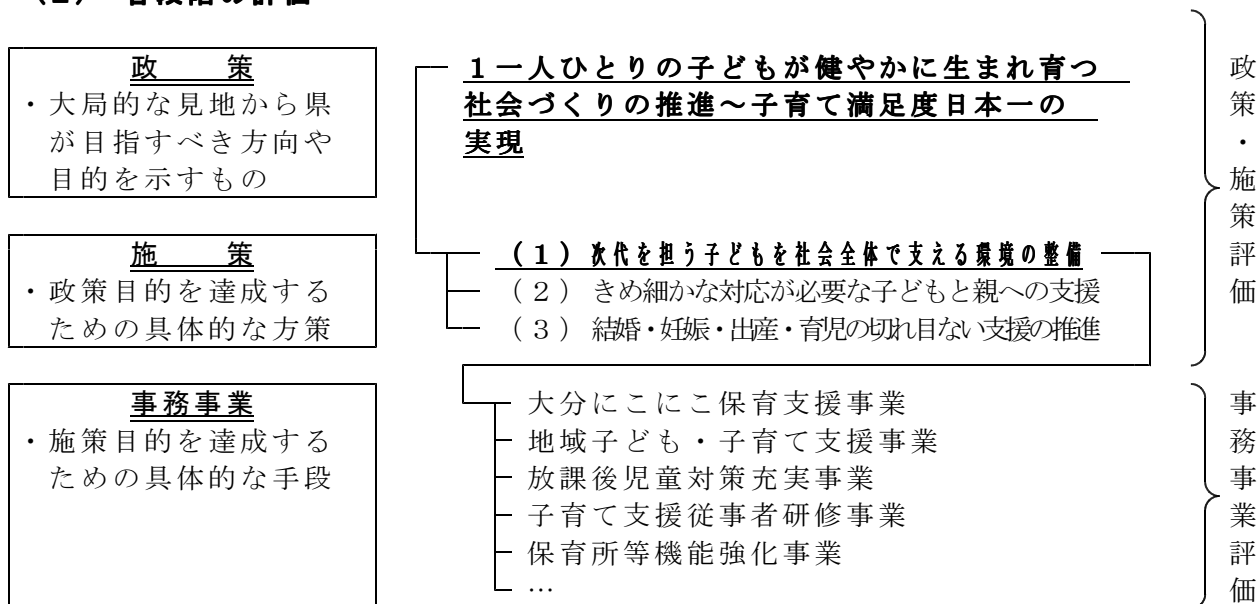 政　　策
・大局的な見地から県
が目指すべき方向や
目的を示すもの
１一人ひとりの子どもが健やかに生まれ育つ
社会づくりの推進～子育て満足度日本一の
実現
施　　策
・政策目的を達成する
ための具体的な方策
（１）次代を担う子どもを社会全体で支える環境の整備
（２）きめ細かな対応が必要な子どもと親への支援
（３）結婚・妊娠・出産・育児の切れ目ない支援の推進
政策・施策評価
事務事業
・施策目的を達成する
ための具体的な手段
大分にこにこ保育支援事業
地域子ども・子育て支援事業
放課後児童対策充実事業
子育て支援従事者研修事業
保育所等機能強化事業
…
事務事業評価